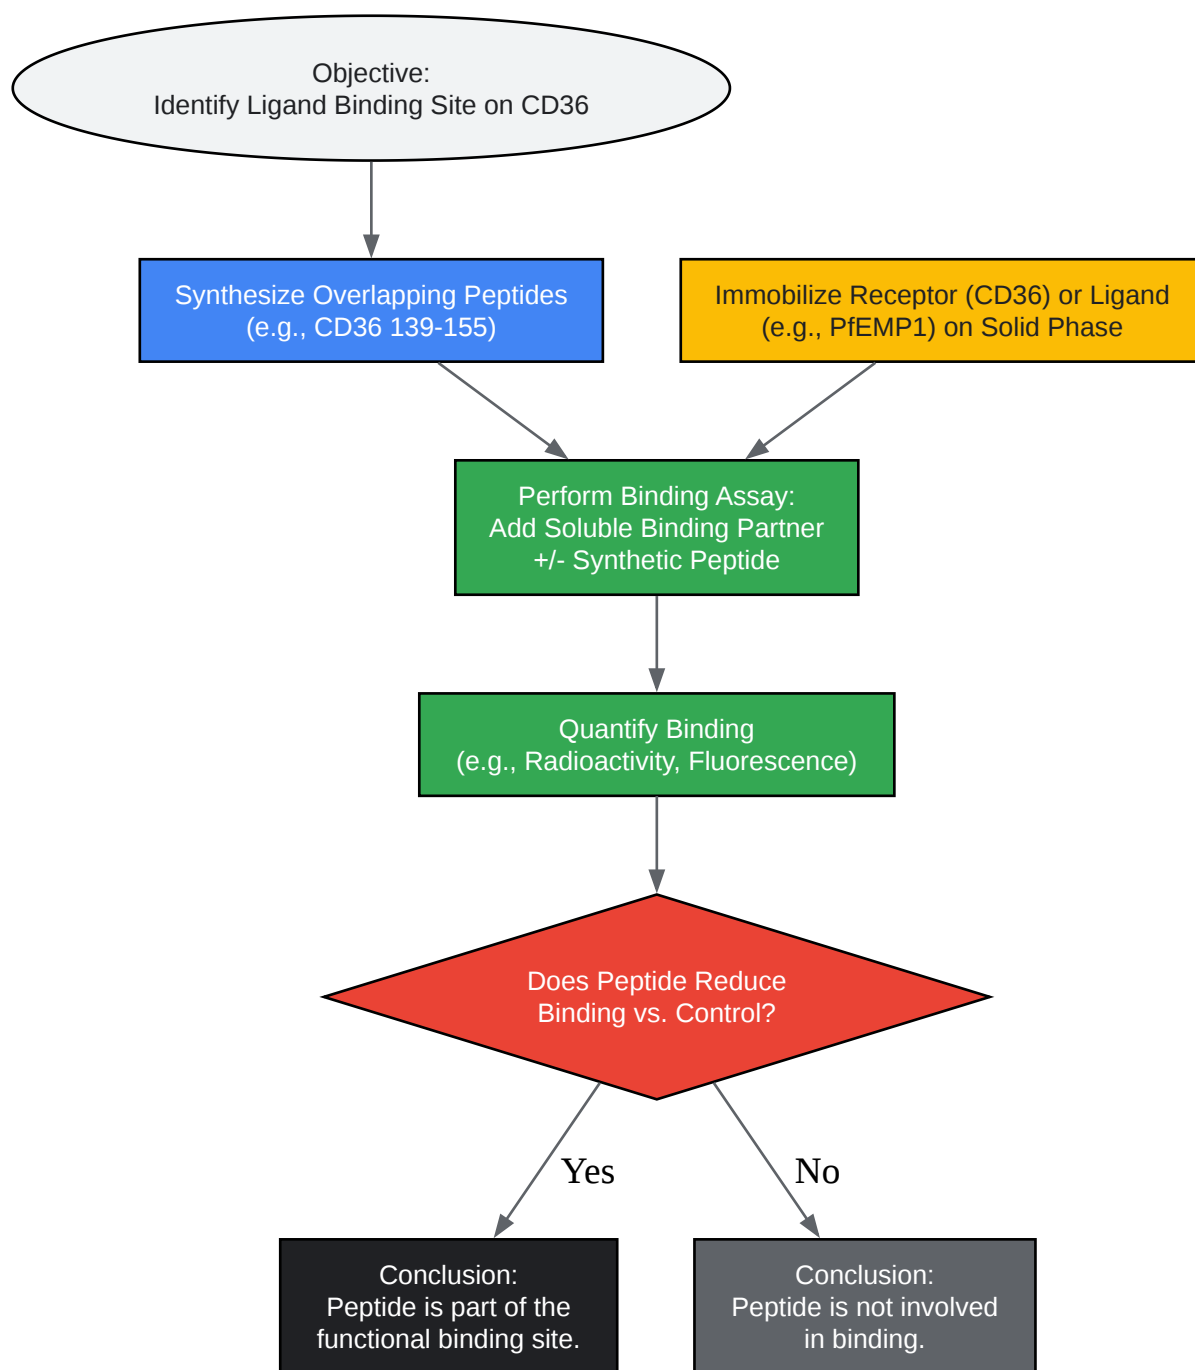 Objective:
Identify Ligand Binding Site on CD36
Synthesize Overlapping Peptides
(e.g., CD36 139-155)
Immobilize Receptor (CD36) or Ligand
(e.g., PfEMP1) on Solid Phase
Perform Binding Assay:
Add Soluble Binding Partner
+/- Synthetic Peptide
Quantify Binding
(e.g., Radioactivity, Fluorescence)
Does Peptide Reduce
Binding vs. Control?
Yes
No
Conclusion:
Peptide is part of the
functional binding site.
Conclusion:
Peptide is not involved
in binding.